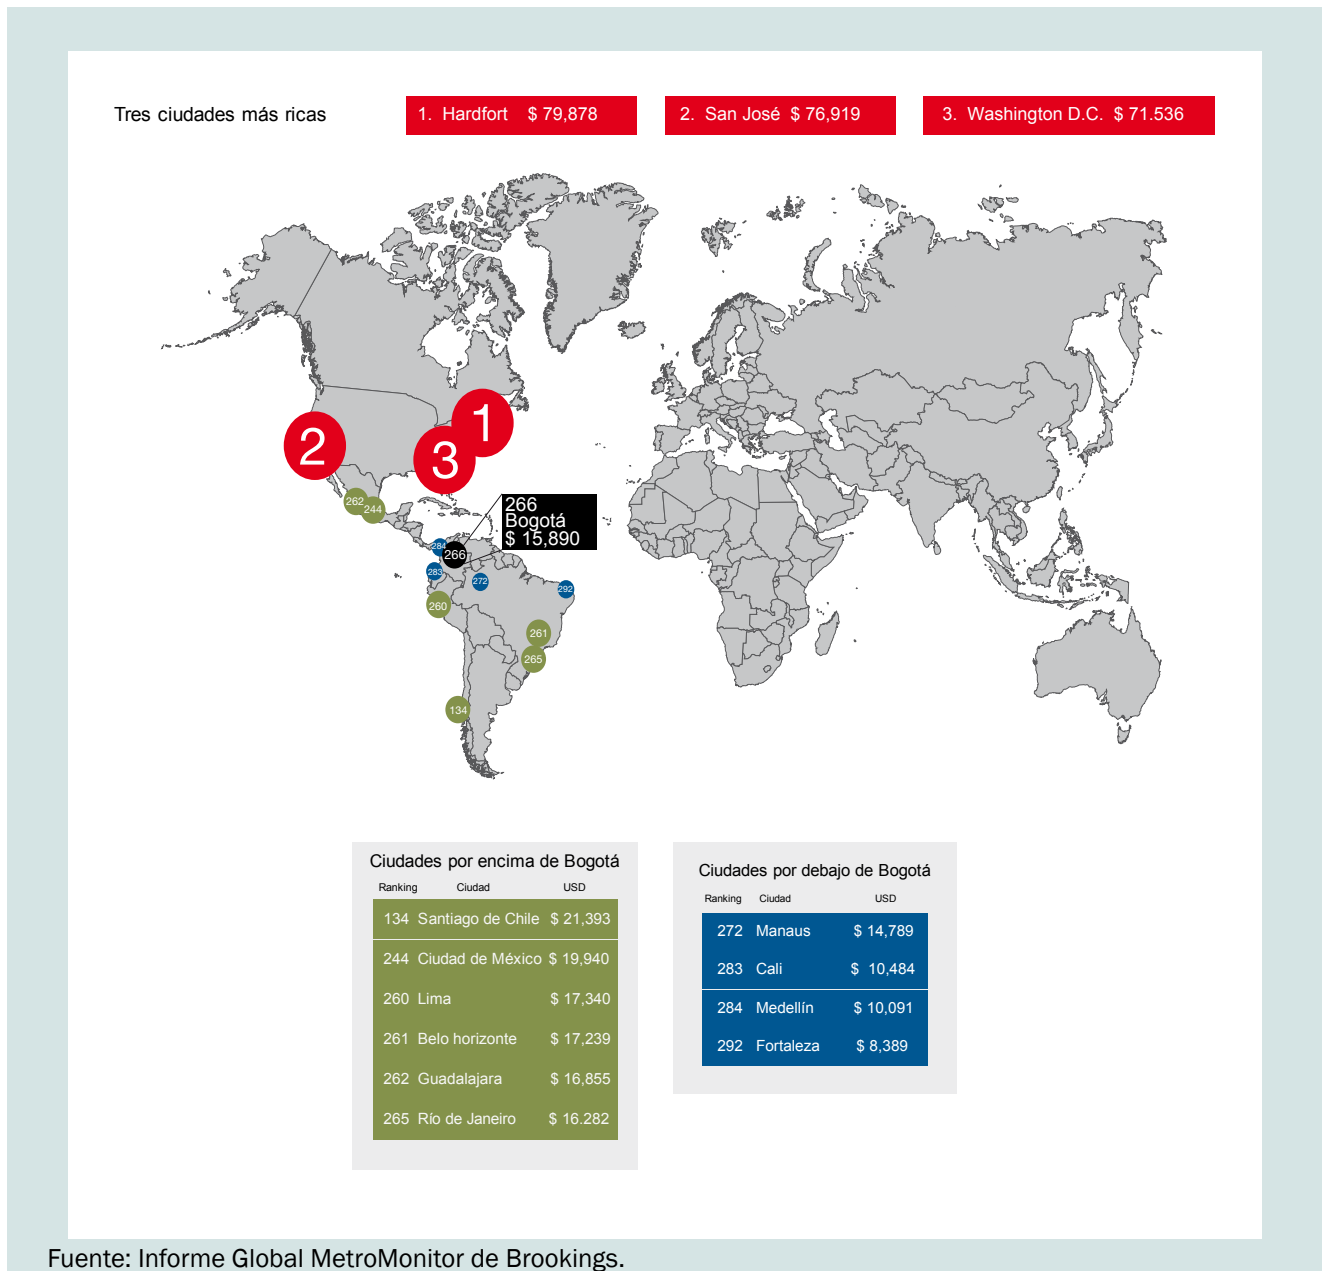 Tres ciudades más ricas
1. Hardfort $ 79,878
2. San José $ 76,919
3. Washington D.C. $ 71.536
1
2
3
262
244
266
Bogotá
$ 15,890
284
266
283
272
292
260
261
265
134
Ciudades por encima de Bogotá
Ranking Ciudad USD
134 Santiago de Chile $ 21,393
244 Ciudad de México $ 19,940
260 Lima $ 17,340
261 Belo horizonte $ 17,239
262 Guadalajara $ 16,855
265 Río de Janeiro $ 16.282
Ciudades por debajo de Bogotá
Ranking Ciudad USD
272 Manaus $ 14,789
283 Cali $ 10,484
284 Medellín $ 10,091
292 Fortaleza $ 8,389
Fuente: Informe Global MetroMonitor de Brookings.